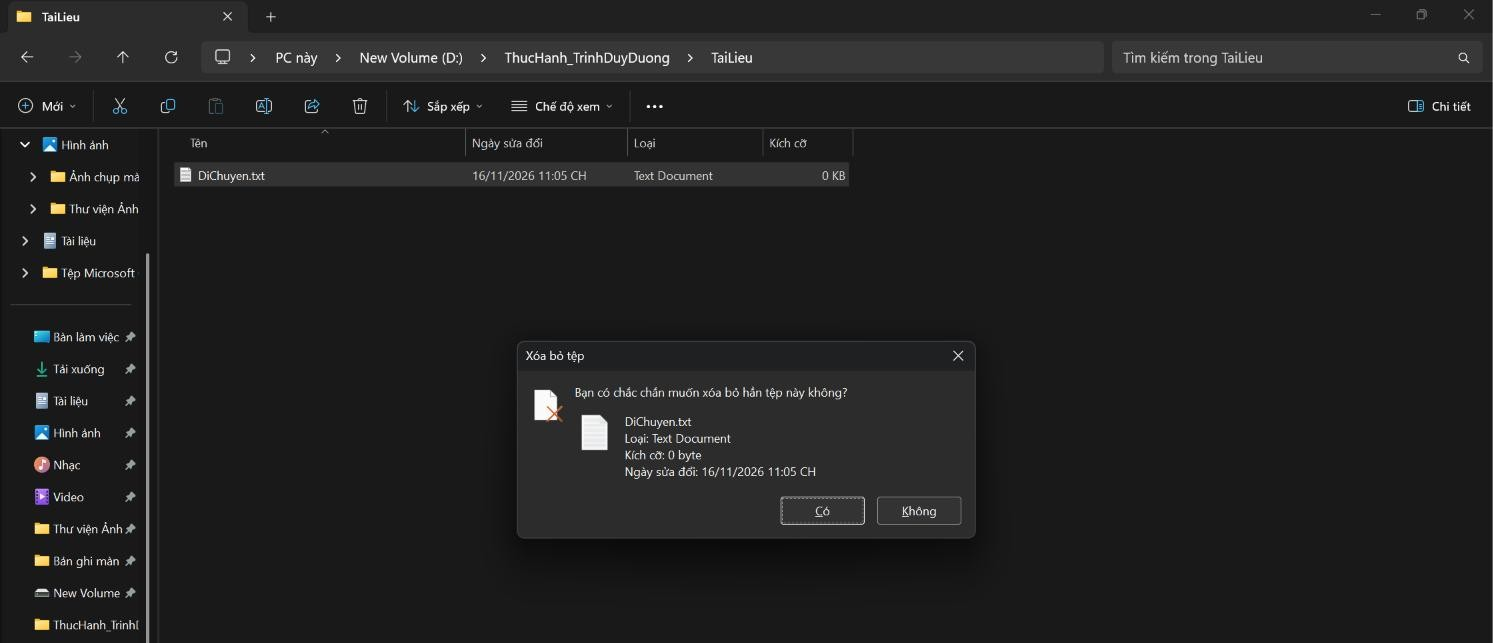 TaiLieu
PC này > New Volume (D:) > ThucHanh_TrinhDuyDuong > TaiLieu
Tìm kiếm trong TaiLieu
Mới
Sắp xếp
Chế độ xem
Chi tiết
Hình ảnh
Ảnh chụp mà
Thư viện Ảnh
Tài liệu
Tệp Microsoft
Bàn làm việc
Tải xuống
Tài liệu
Hình ảnh
Nhạc
Video
Thư viện Ảnh
Bản ghi màn
New Volume
ThucHanh_TrinhD
Tên Ngày sửa đổi Loại Kích cỡ
DiChuyen.txt 16/11/2026 11:05 CH Text Document 0 KB
Xóa bỏ tệp
Bạn có chắc chắn muốn xóa bỏ hẳn tệp này không?
DiChuyen.txt
Loại: Text Document
Kích cỡ: 0 byte
Ngày sửa đổi: 16/11/2026 11:05 CH
Có
Không